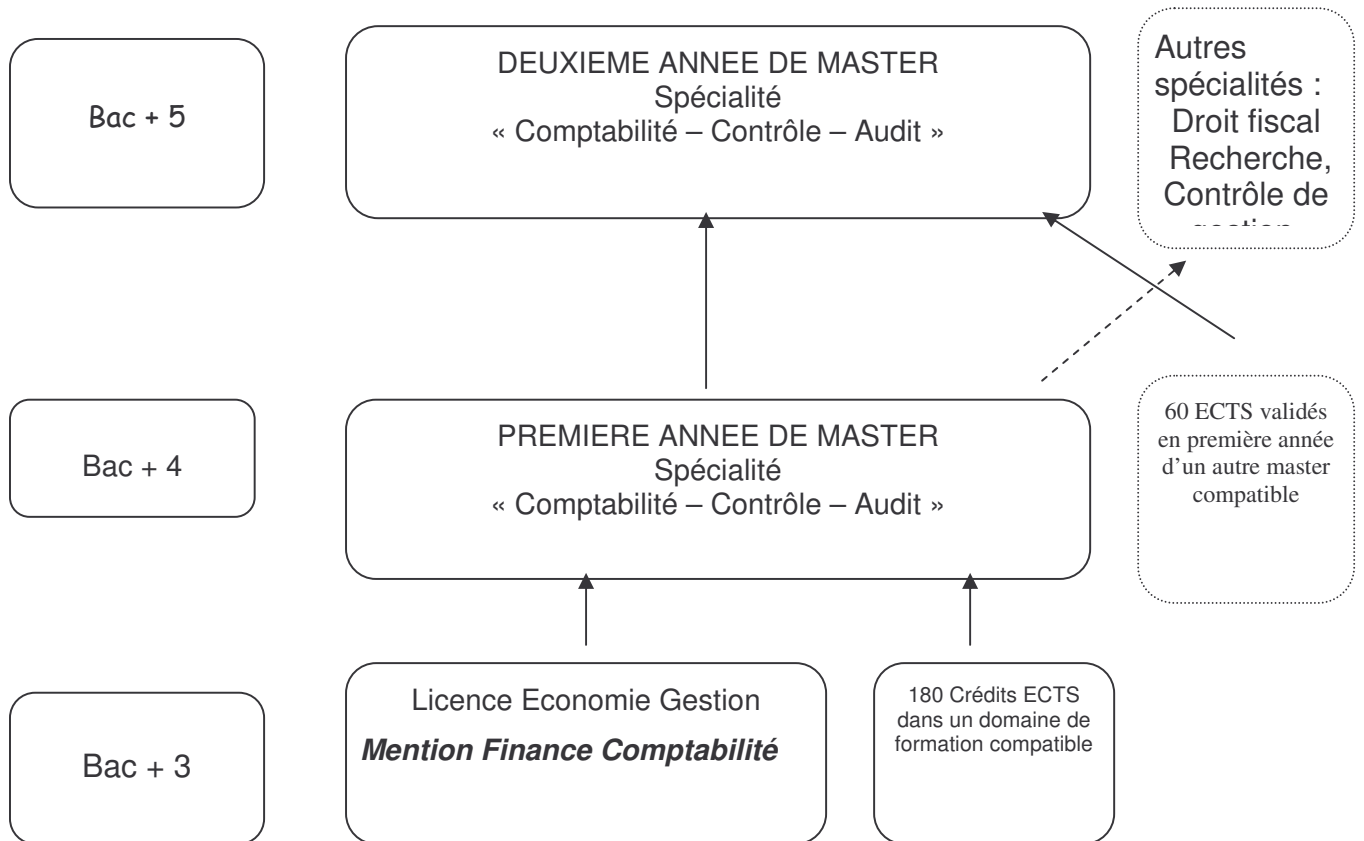 Bac + 5
DEUXIEME ANNEE DE MASTER
Spécialité
« Comptabilité – Contrôle – Audit »
Autres
spécialités :
Droit fiscal
Recherche,
Contrôle de
Bac + 4
PREMIERE ANNEE DE MASTER
Spécialité
« Comptabilité – Contrôle – Audit »
60 ECTS validés
en première année
d’un autre master
compatible
Bac + 3
Licence Economie Gestion
Mention Finance Comptabilité
180 Crédits ECTS
dans un domaine de
formation compatible